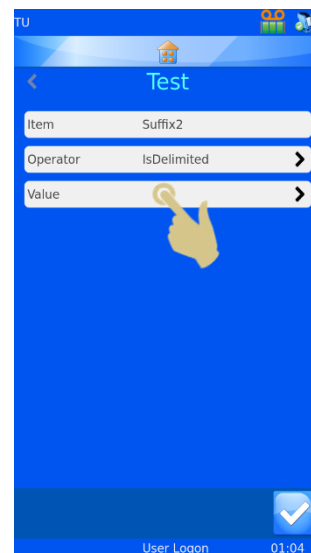 TU
Test
Item Suffix2
Operator IsDelimited
Value
User Logon 01:04